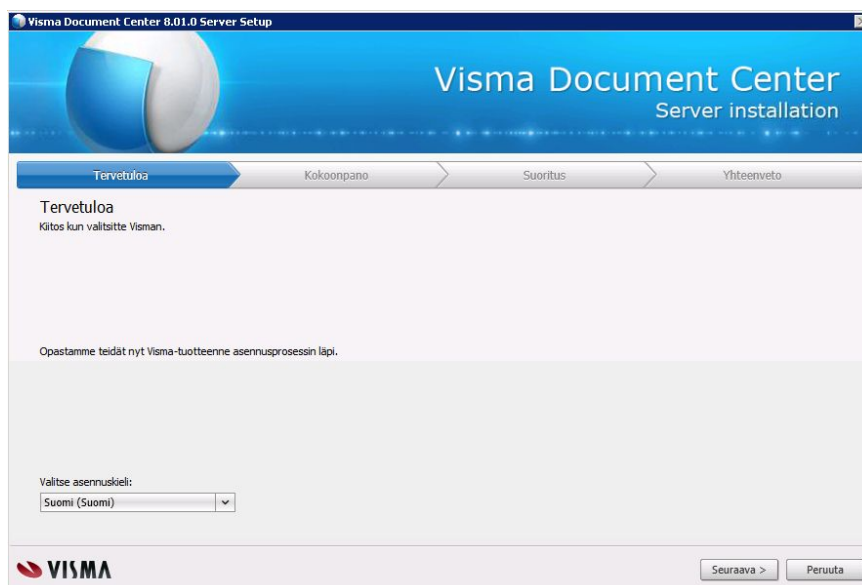 Visma Document Center 8.01.0 Server Setup
Visma Document Center
Server installation
Tervetuloa
Kokoonpano
Suoritus
Yhteenveto
Tervetuloa
Kiitos kun valitsitte Visman.
Opastamme teidät nyt Visma-tuotteenne asennusprosessin läpi.
Valitse asennuskieli:
Suomi (Suomi)
VISMA
Seuraava >
Peruuta